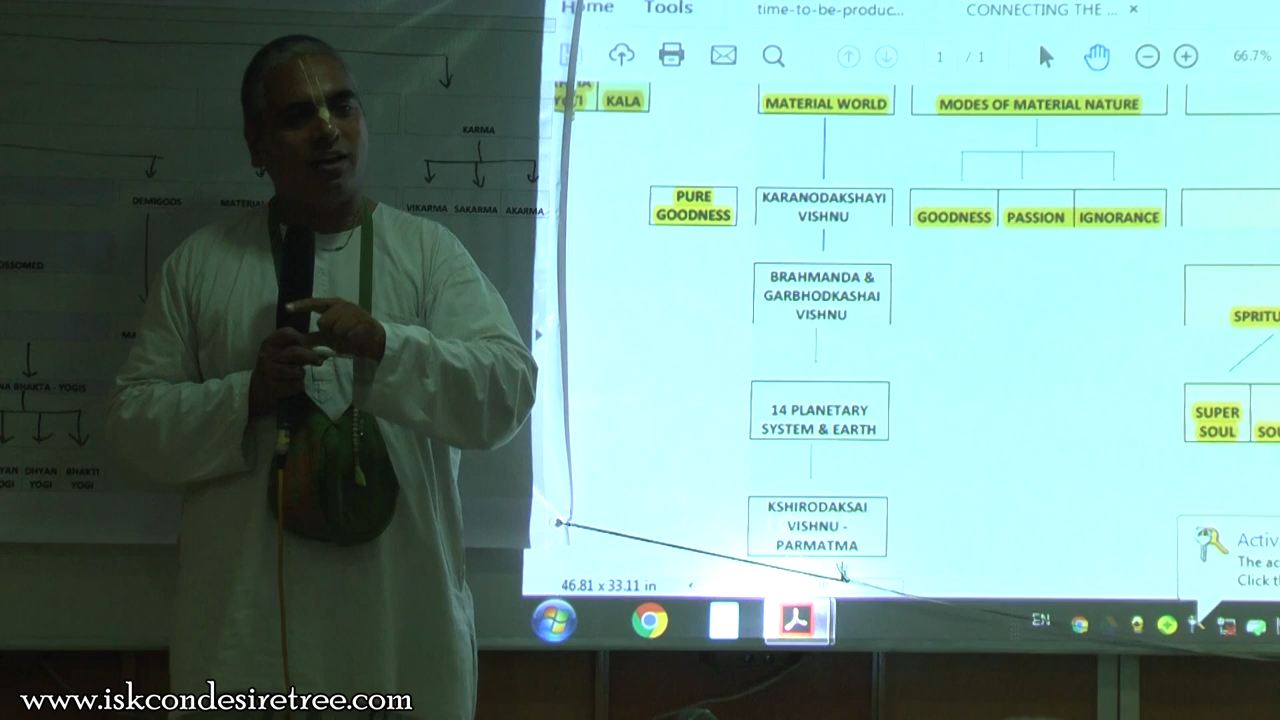 Home Tools time-to-be-produc... CONNECTING THE ... ×
1 / 1 66.7%
KALA
MATERIAL WORLD
MODES OF MATERIAL NATURE
KARMA
VIKARMA SAKARMA AKARMA
DEMIGODS
PURE
GOODNESS
KARANODAKSHAYI
VISHNU
GOODNESS PASSION IGNORANCE
BRAHMANDA &
GARBHODKASHAI
VISHNU
14 PLANETARY
SYSTEM & EARTH
KSHIRODAKSAI
VISHNU -
PARMATMA
SUPER
SOUL
BHAKTA - YOGIS
DHYAN
YOGI
BHAKTI
YOGI
46.81 x 33.11 in
EN
www.iskcondesiretree.com